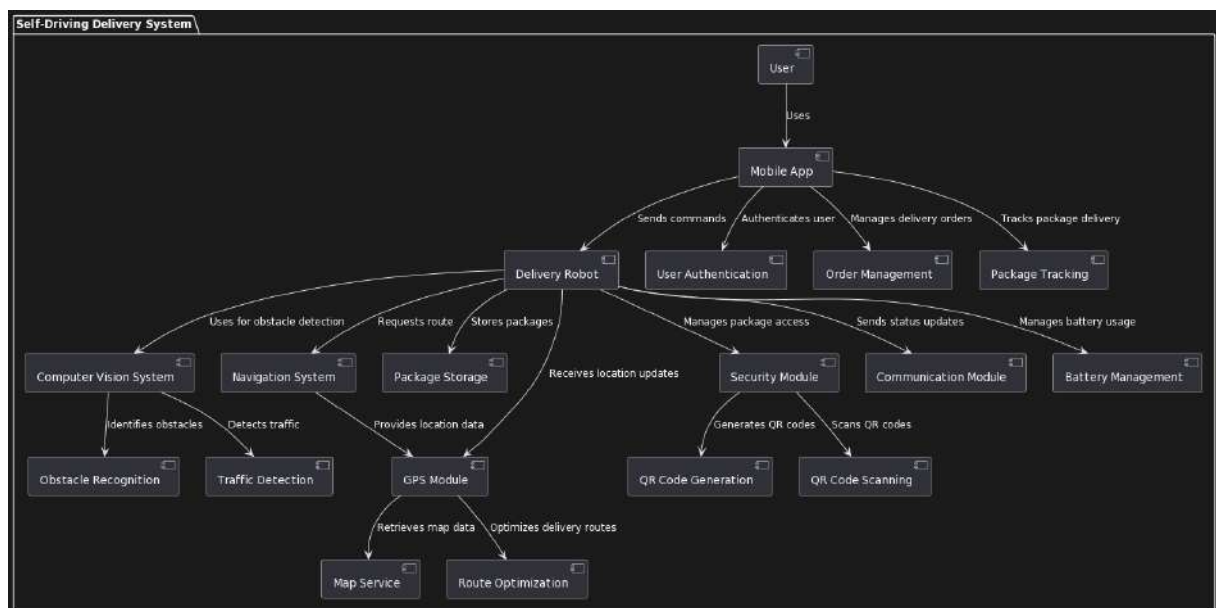 Self-Driving Delivery System
User
Uses
Mobile App
Sends commands
Authenticates user
Manages delivery orders
Tracks package delivery
Delivery Robot
User Authentication
Order Management
Package Tracking
Uses for obstacle detection
Requests route
Stores packages
Manages package access
Sends status updates
Manages battery usage
Computer Vision System
Navigation System
Package Storage
Receives location updates
Security Module
Communication Module
Battery Management
Identifies obstacles
Detects traffic
Provides location data
Generates QR codes
Scans QR codes
Obstacle Recognition
Traffic Detection
GPS Module
QR Code Generation
QR Code Scanning
Retrieves map data
Optimizes delivery routes
Map Service
Route Optimization